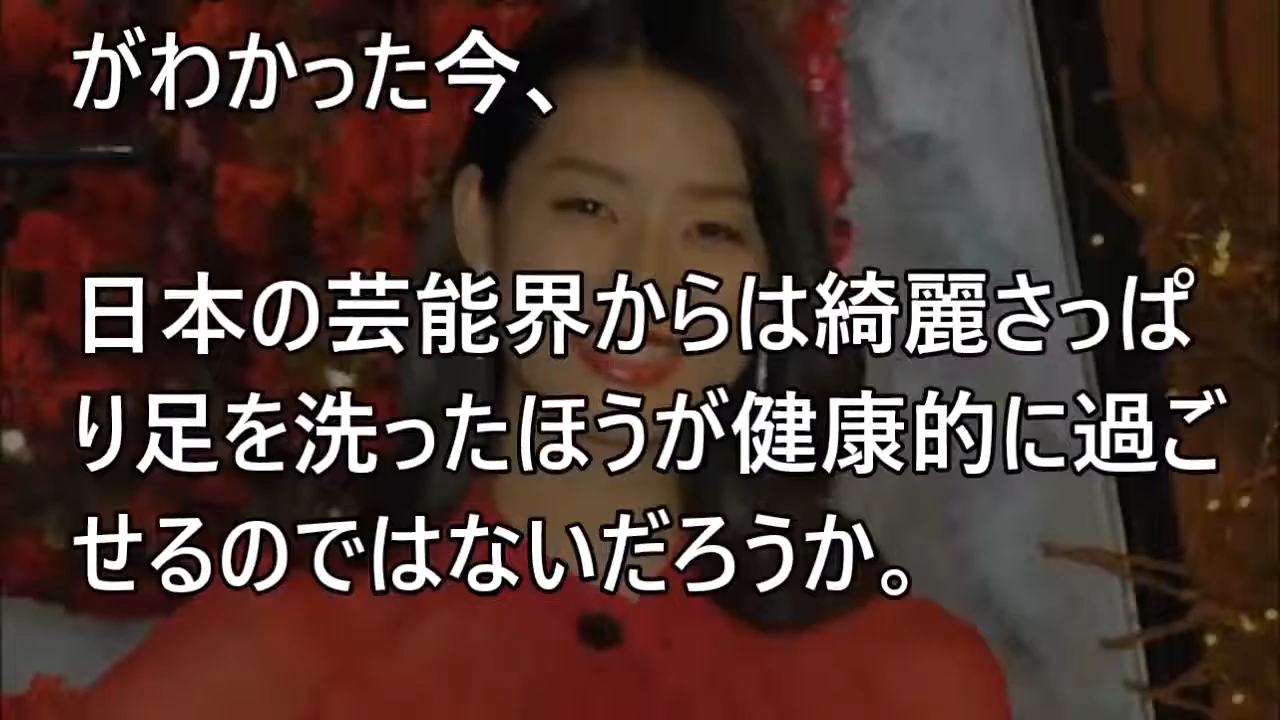 がわかった今、
日本の芸能界からは綺麗さっぱ
り足を洗ったほうが健康的に過ご
せるのではないだろうか。